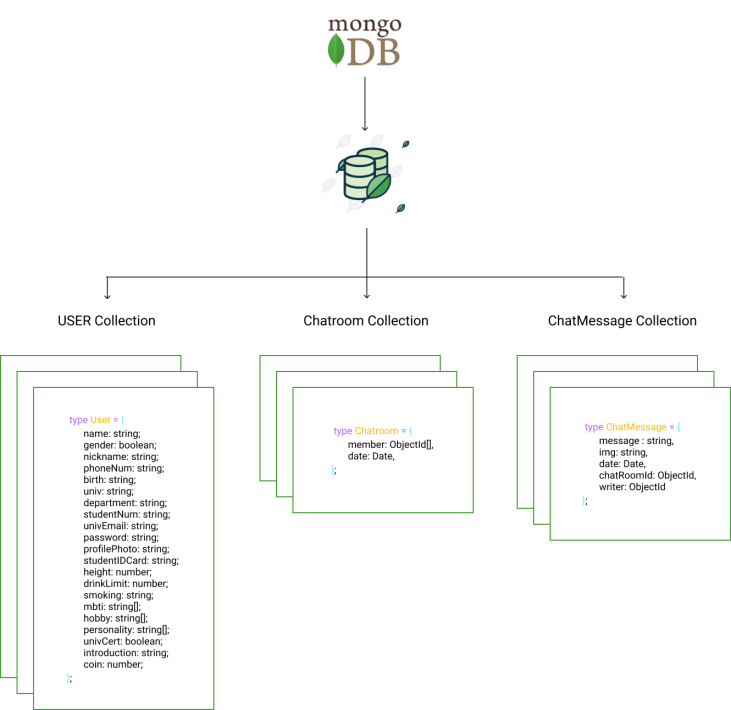 mongo
DB
USER Collection
Chatroom Collection
ChatMessage Collection
type User = {
name: string;
gender: boolean;
nickname: string;
phoneNum: string;
birth: string;
univ: string;
department: string;
studentNum: string;
univEmail: string;
password: string;
profilePhoto: string;
studentIDCard: string;
height: number;
drinkLimit: number;
smoking: string;
mbti: string[];
hobby: string[];
personality: string[];
univCert: boolean;
introduction: string;
coin: number;
};
type Chatroom = {
member: ObjectId[],
date: Date,
};
type ChatMessage = {
message : string,
img: string,
date: Date,
chatRoomId: ObjectId,
writer: ObjectId
};